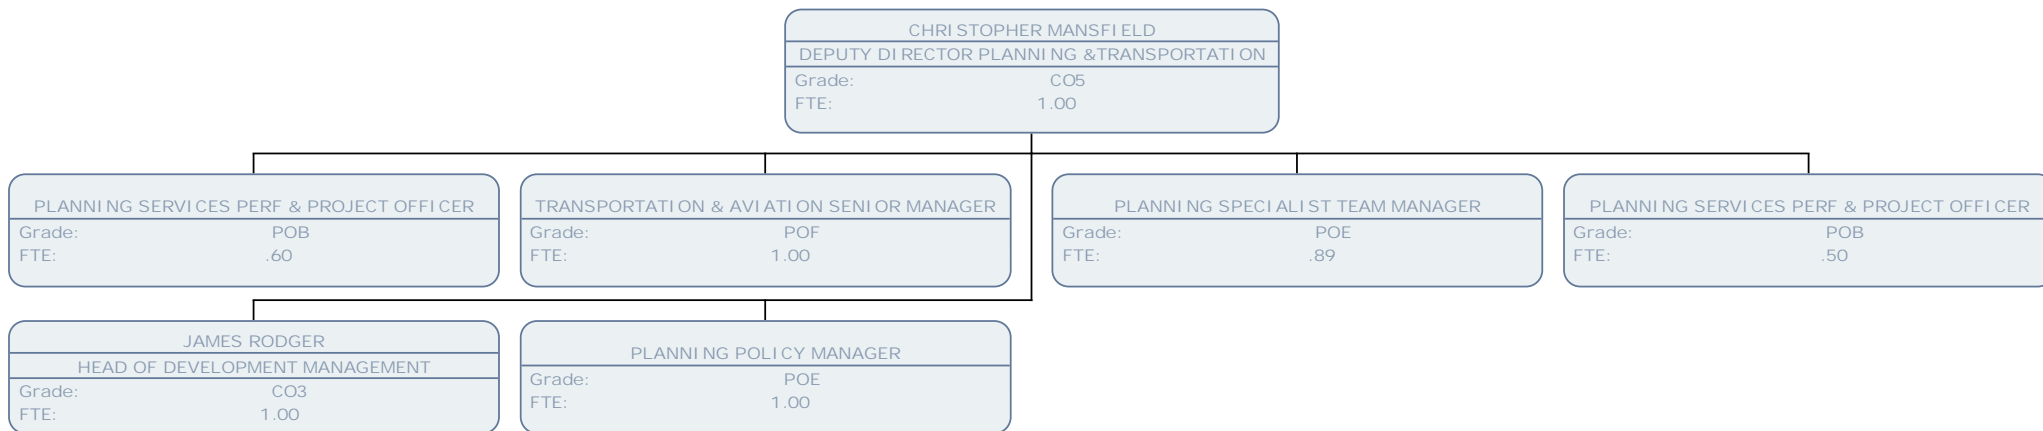 CHRISTOPHER MANSFIELD
DEPUTY DIRECTOR PLANNING &TRANSPORTATION
Grade: CO5
FTE: 1.00
PLANNING SERVICES PERF & PROJECT OFFICER
Grade: POB
FTE: .60
TRANSPORTATION & AVIATION SENIOR MANAGER
Grade: POF
FTE: 1.00
PLANNING SPECIALIST TEAM MANAGER
Grade: POE
FTE: .89
PLANNING SERVICES PERF & PROJECT OFFICER
Grade: POB
FTE: .50
JAMES RODGER
HEAD OF DEVELOPMENT MANAGEMENT
Grade: CO3
FTE: 1.00
PLANNING POLICY MANAGER
Grade: POE
FTE: 1.00